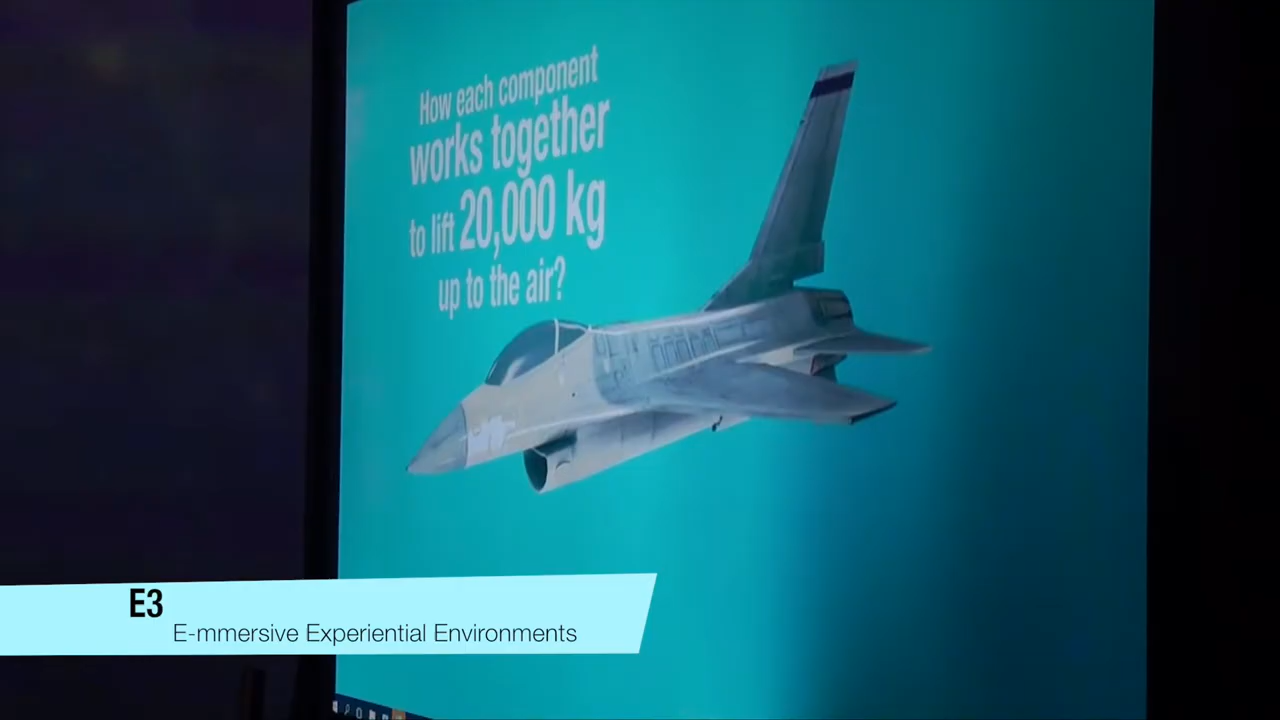 How each component
works together
to lift 20,000 kg
up to the air?
E3
E-mmersive Experiential Environments